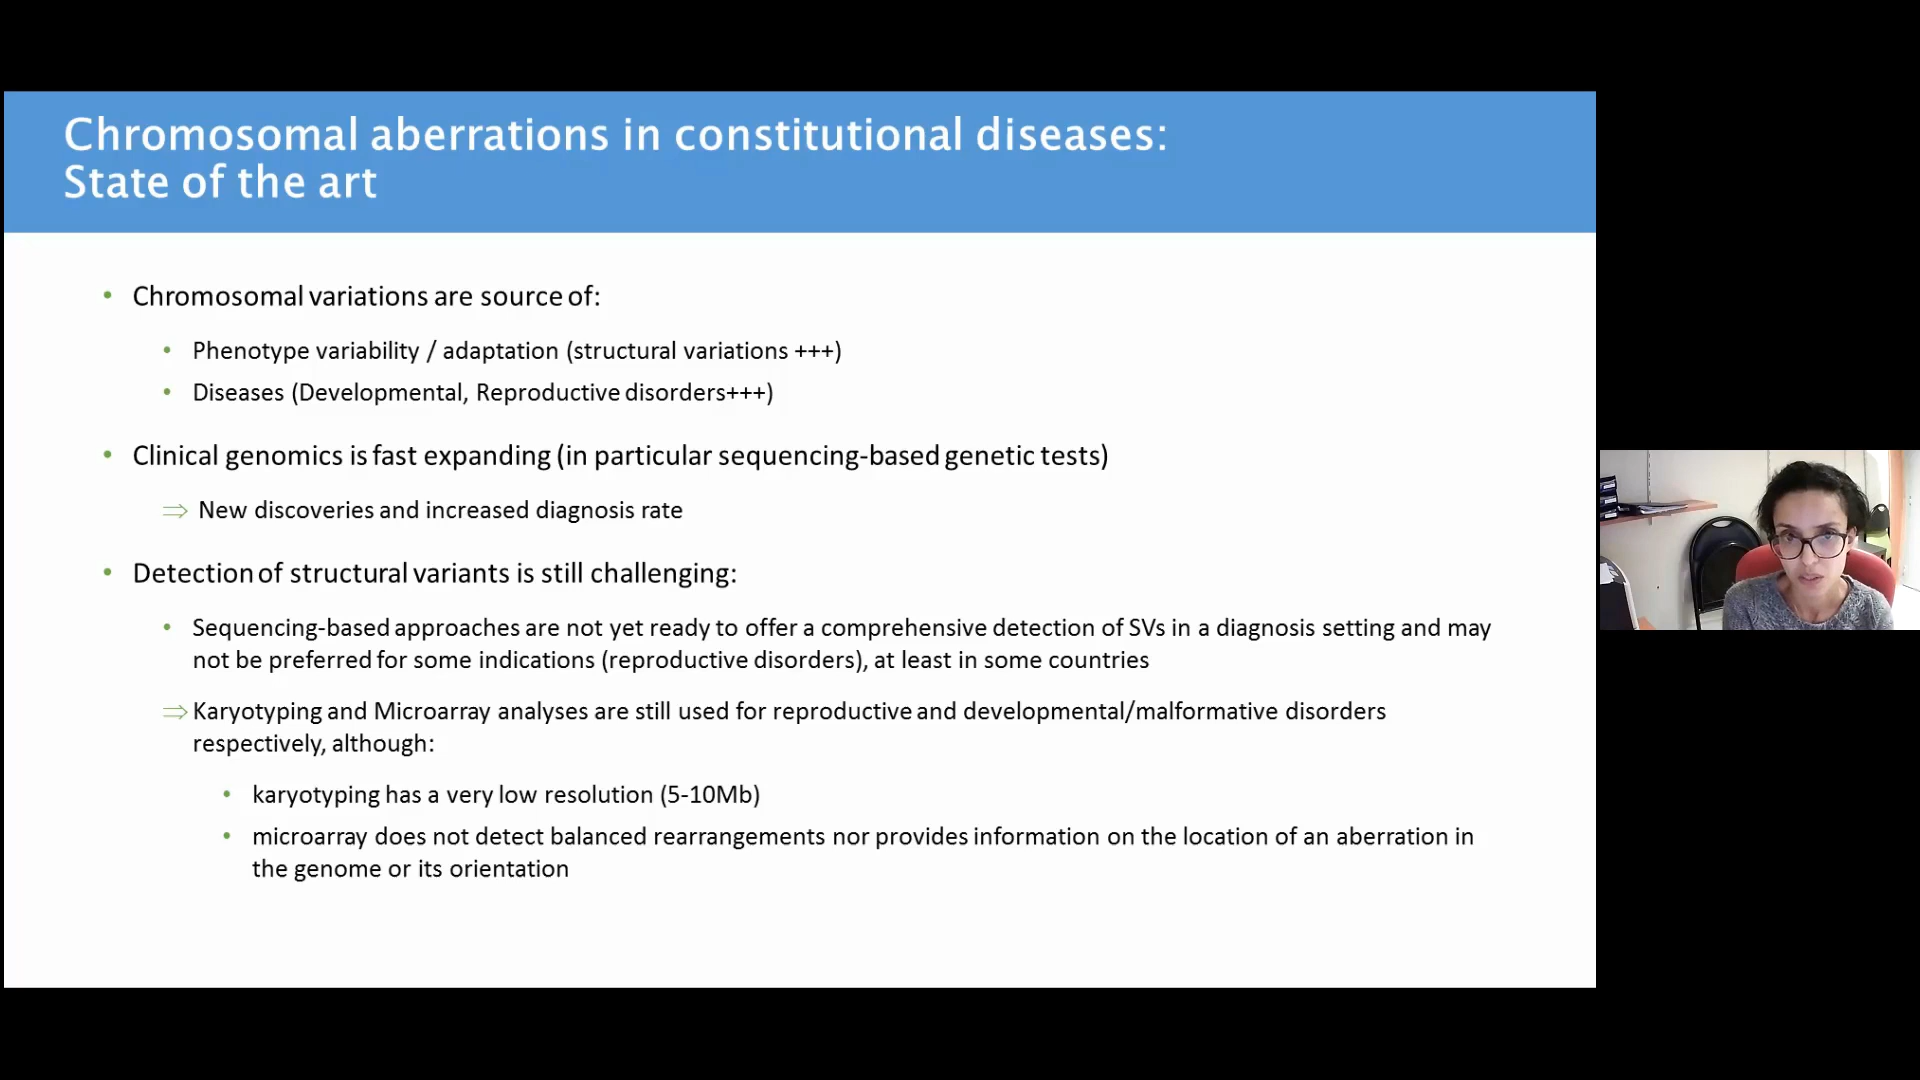 Chromosomal aberrations in constitutional diseases:
State of the art
• Chromosomal variations are source of:
• Phenotype variability / adaptation (structural variations +++)
• Diseases (Developmental, Reproductive disorders+++)
• Clinical genomics is fast expanding (in particular sequencing-based genetic tests)
⇒ New discoveries and increased diagnosis rate
• Detection of structural variants is still challenging:
• Sequencing-based approaches are not yet ready to offer a comprehensive detection of SVs in a diagnosis setting and may
not be preferred for some indications (reproductive disorders), at least in some countries
⇒ Karyotyping and Microarray analyses are still used for reproductive and developmental/malformative disorders
respectively, although:
• karyotyping has a very low resolution (5-10Mb)
• microarray does not detect balanced rearrangements nor provides information on the location of an aberration in
the genome or its orientation